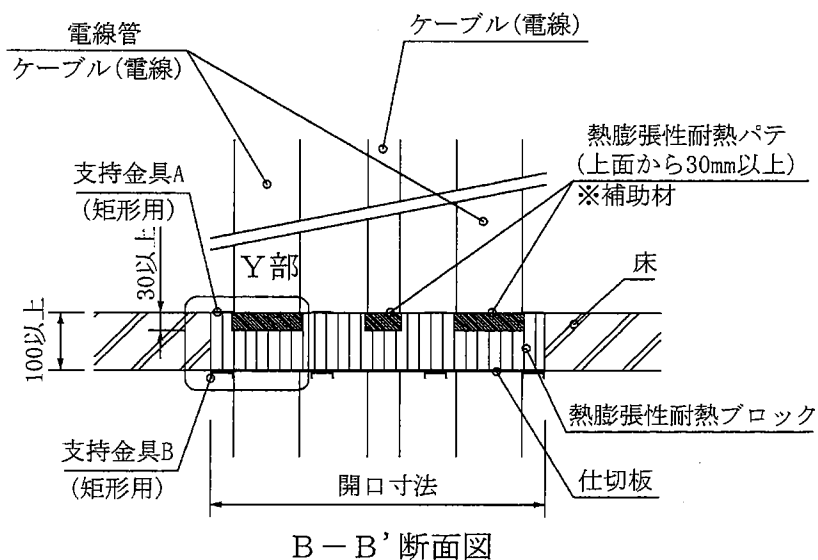 電線管
ケーブル(電線)
ケーブル(電線)
熱膨張性耐熱パテ
(上面から30mm以上)
※補助材
支持金具A
(矩形用)
30以上
Y部
床
100以上
熱膨張性耐熱ブロック
支持金具B
(矩形用)
仕切板
開口寸法
B-B'断面図